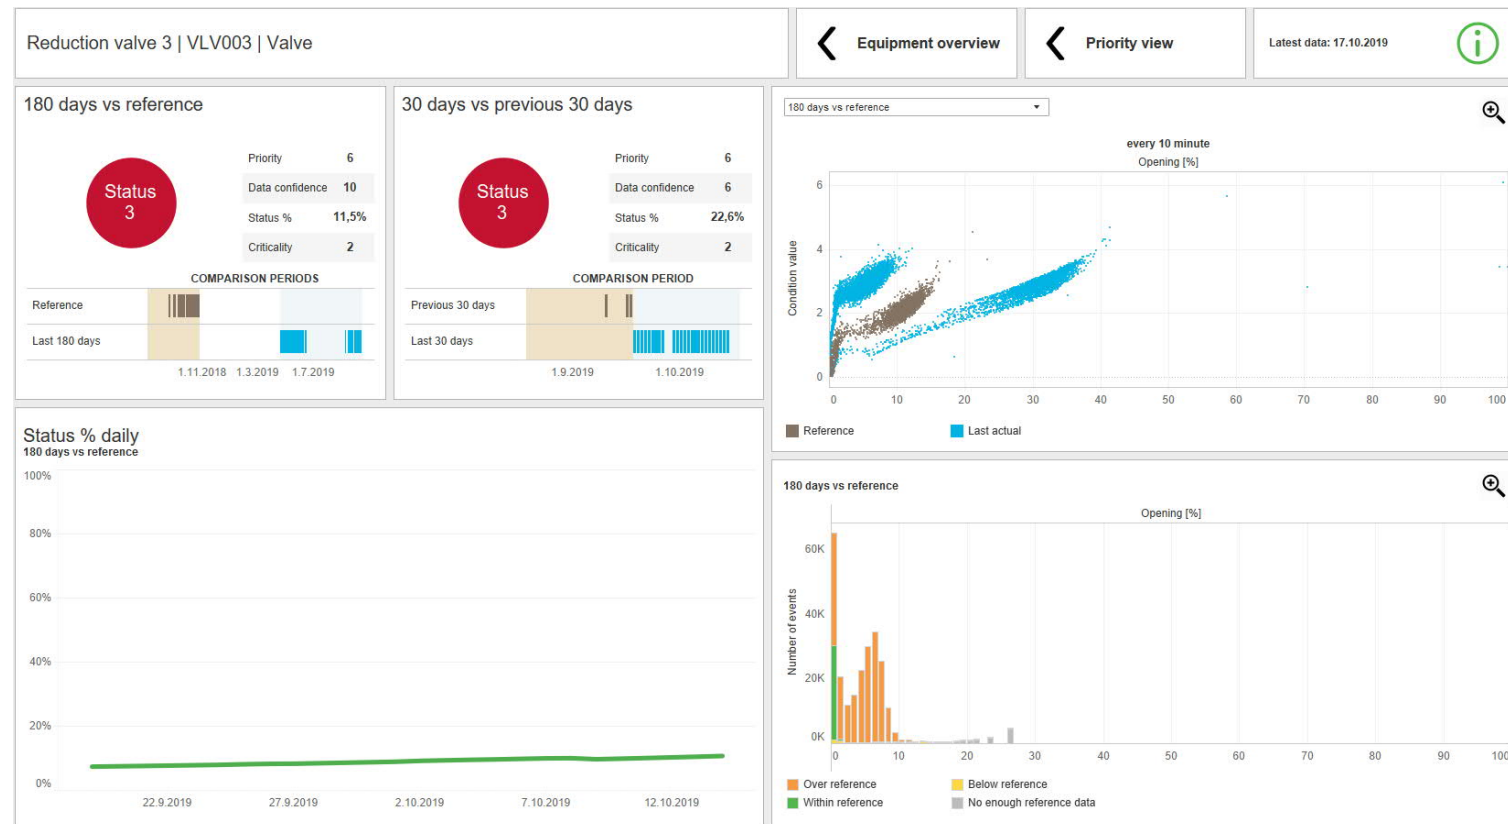 Reduction valve 3 | VLV003 | Valve
Equipment overview
Priority view
Latest data: 17.10.2019
180 days vs reference
Status
3
Priority 6
Data confidence 10
Status % 11,5%
Criticality 2
COMPARISON PERIODS
Reference
Last 180 days
1.11.2018 1.3.2019 1.7.2019
30 days vs previous 30 days
Status
3
Priority 6
Data confidence 6
Status % 22,6%
Criticality 2
COMPARISON PERIOD
Previous 30 days
Last 30 days
1.9.2019 1.10.2019
180 days vs reference
every 10 minute
Opening [%]
Condition value
6
4
2
0
0 10 20 30 40 50 60 70 80 90 100
Reference Last actual
Status % daily
180 days vs reference
100%
80%
60%
40%
20%
0%
22.9.2019 27.9.2019 2.10.2019 7.10.2019 12.10.2019
180 days vs reference
Opening [%]
Number of events
60K
40K
20K
0K
0 10 20 30 40 50 60 70 80 90 100
Over reference Below reference
Within reference No enough reference data